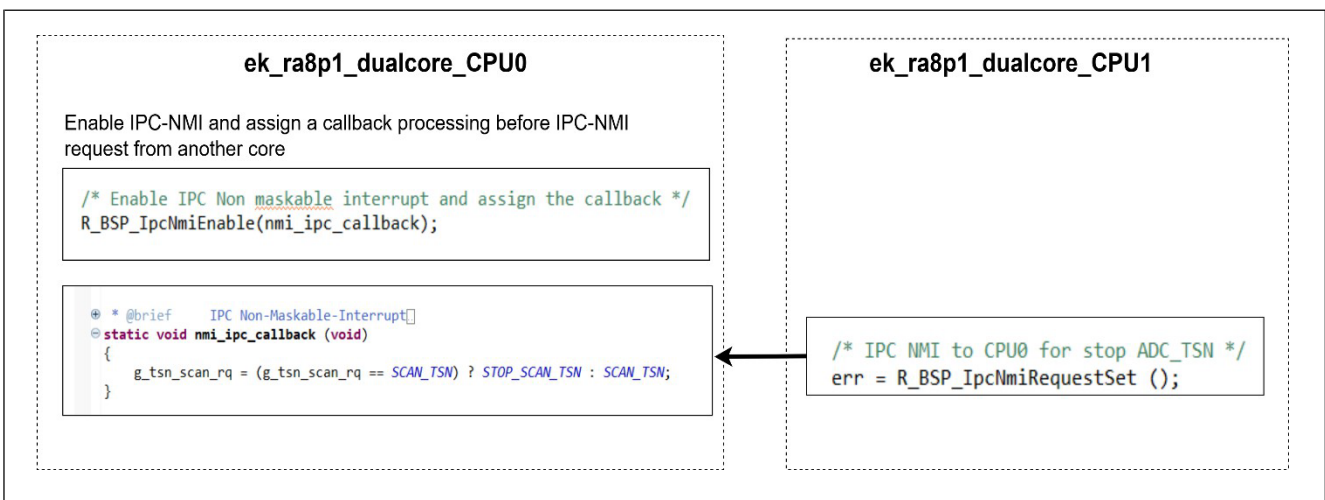 ek_ra8p1_dualcore_CPU0
Enable IPC-NMI and assign a callback processing before IPC-NMI
request from another core
/* Enable IPC Non maskable interrupt and assign the callback */
R_BSP_IpcNmiEnable(nmi_ipc_callback);
* @brief IPC Non-Maskable-Interrupt
static void nmi_ipc_callback (void)
{
g_tsn_scan_rq = (g_tsn_scan_rq == SCAN_TSN) ? STOP_SCAN_TSN : SCAN_TSN;
}
ek_ra8p1_dualcore_CPU1
/* IPC NMI to CPU0 for stop ADC_TSN */
err = R_BSP_IpcNmiRequestSet ();